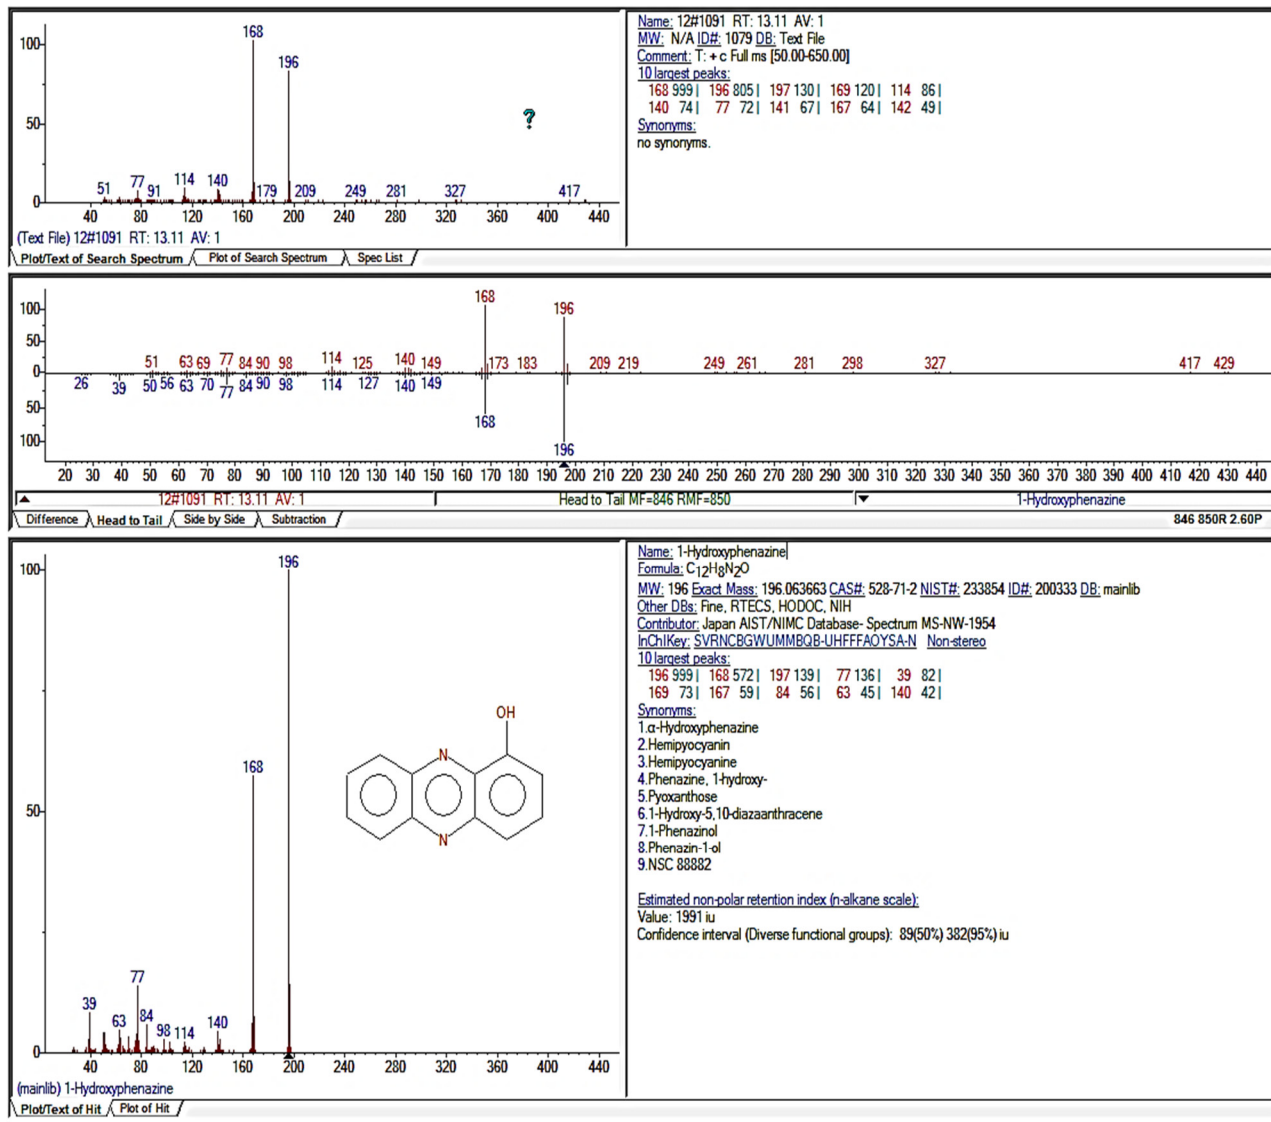 Name: 12#1091 RT: 13.11 AV: 1
MW: N/A ID#: 1079 DB: Text File
Comment: T: + c Full ms [50.00-650.00]
10 largest peaks:
168 999 | 196 805 | 197 130 | 169 120 | 114 86 |
140 74 | 77 72 | 141 67 | 167 64 | 142 49 |
Synonyms:
no synonyms.
100
50
0
168
196
?
51 77 91 114 140 179 209 249 281 327 417
40 80 120 160 200 240 280 320 360 400 440
(Text File) 12#1091 RT: 13.11 AV: 1
Plot/Text of Search Spectrum Plot of Search Spectrum Spec List
100
50
0
50
100
168
196
51 63 69 77 84 90 98 114 125 140 149 173 183 209 219 249 261 281 298 327 417 429
26 39 50 56 63 70 77 84 90 98 114 127 140 149
168
196
20 30 40 50 60 70 80 90 100 110 120 130 140 150 160 170 180 190 200 210 220 230 240 250 260 270 280 290 300 310 320 330 340 350 360 370 380 390 400 410 420 430 440
12#1091 RT: 13.11 AV: 1 Head to Tail MF=846 RMF=850 1-Hydroxyphenazine
Difference Head to Tail Side by Side Subtraction 846 850R 2.60P
100
50
0
196
168
OH
N
N
39 63 77 84 98 114 140
40 80 120 160 200 240 280 320 360 400 440
(mainlib) 1-Hydroxyphenazine
Plot/Text of Hit Plot of Hit
Name: 1-Hydroxyphenazine
Formula: C12H8N2O
MW: 196 Exact Mass: 196.063663 CAS#: 528-71-2 NIST#: 233854 ID#: 200333 DB: mainlib
Other DBs: Fine, RTECS, HODOC, NIH
Contributor: Japan AIST/NIMC Database- Spectrum MS-NW-1954
InChIKey: SVRNCBGWUMMBQB-UHFFFAOYSA-N Non-stereo
10 largest peaks:
196 999 | 168 572 | 197 139 | 77 136 | 39 82 |
169 73 | 167 59 | 84 56 | 63 45 | 140 42 |
Synonyms:
1.α-Hydroxyphenazine
2.Hemipyocyanin
3.Hemipyocyanine
4.Phenazine, 1-hydroxy-
5.Pyoxanthose
6.1-Hydroxy-5,10-diazaanthracene
7.1-Phenazinol
8.Phenazin-1-ol
9.NSC 88882
Estimated non-polar retention index (n-alkane scale):
Value: 1991 iu
Confidence interval (Diverse functional groups): 89(50%) 382(95%) iu